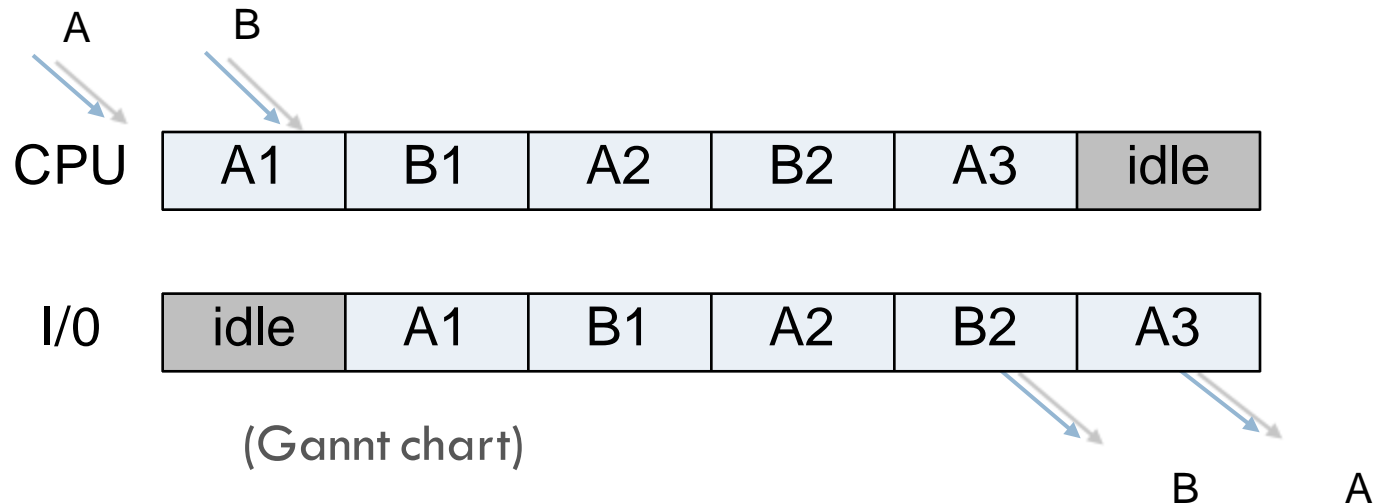 A B
CPU A1 B1 A2 B2 A3 idle
I/0 idle A1 B1 A2 B2 A3
(Gannt chart)
B A